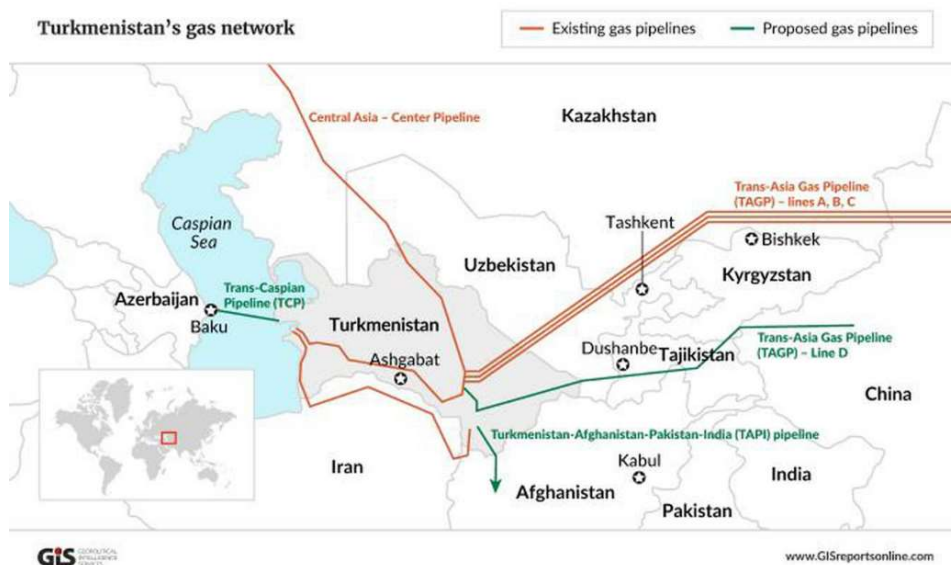 Turkmenistan's gas network
Existing gas pipelines
Proposed gas pipelines
Central Asia – Center Pipeline
Kazakhstan
Trans-Asia Gas Pipeline
(TAGP) – lines A, B, C
Caspian
Sea
Tashkent
Bishkek
Uzbekistan
Kyrgyzstan
Trans-Caspian
Pipeline (TCP)
Azerbaijan
Baku
Turkmenistan
Ashgabat
Dushanbe
Tajikistan
Trans-Asia Gas Pipeline
(TAGP) – Line D
China
Turkmenistan-Afghanistan-Pakistan-India (TAPI) pipeline
Iran
Kabul
India
Afghanistan
Pakistan
GIS GEOPOLITICAL
INTELLIGENCE
SERVICES
www.GISreportsonline.com